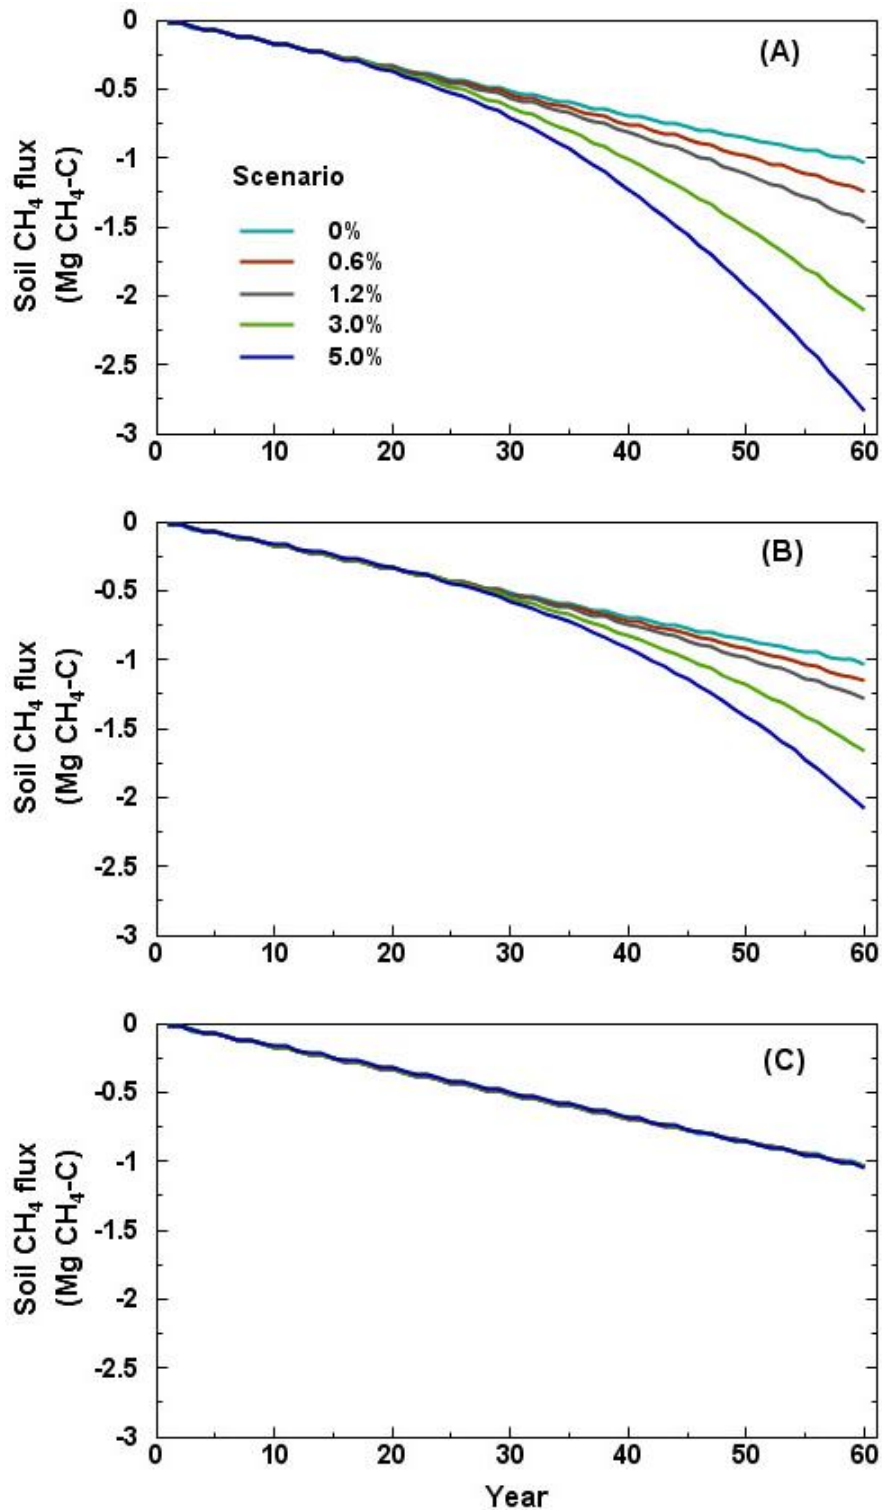 0
-0.5
-1
-1.5
-2
-2.5
-3
Soil CH₄ flux
(Mg CH₄-C)
(A)
Scenario
0%
0.6%
1.2%
3.0%
5.0%
0 10 20 30 40 50 60
0
-0.5
-1
-1.5
-2
-2.5
-3
Soil CH₄ flux
(Mg CH₄-C)
(B)
0 10 20 30 40 50 60
0
-0.5
-1
-1.5
-2
-2.5
-3
Soil CH₄ flux
(Mg CH₄-C)
(C)
0 10 20 30 40 50 60
Year